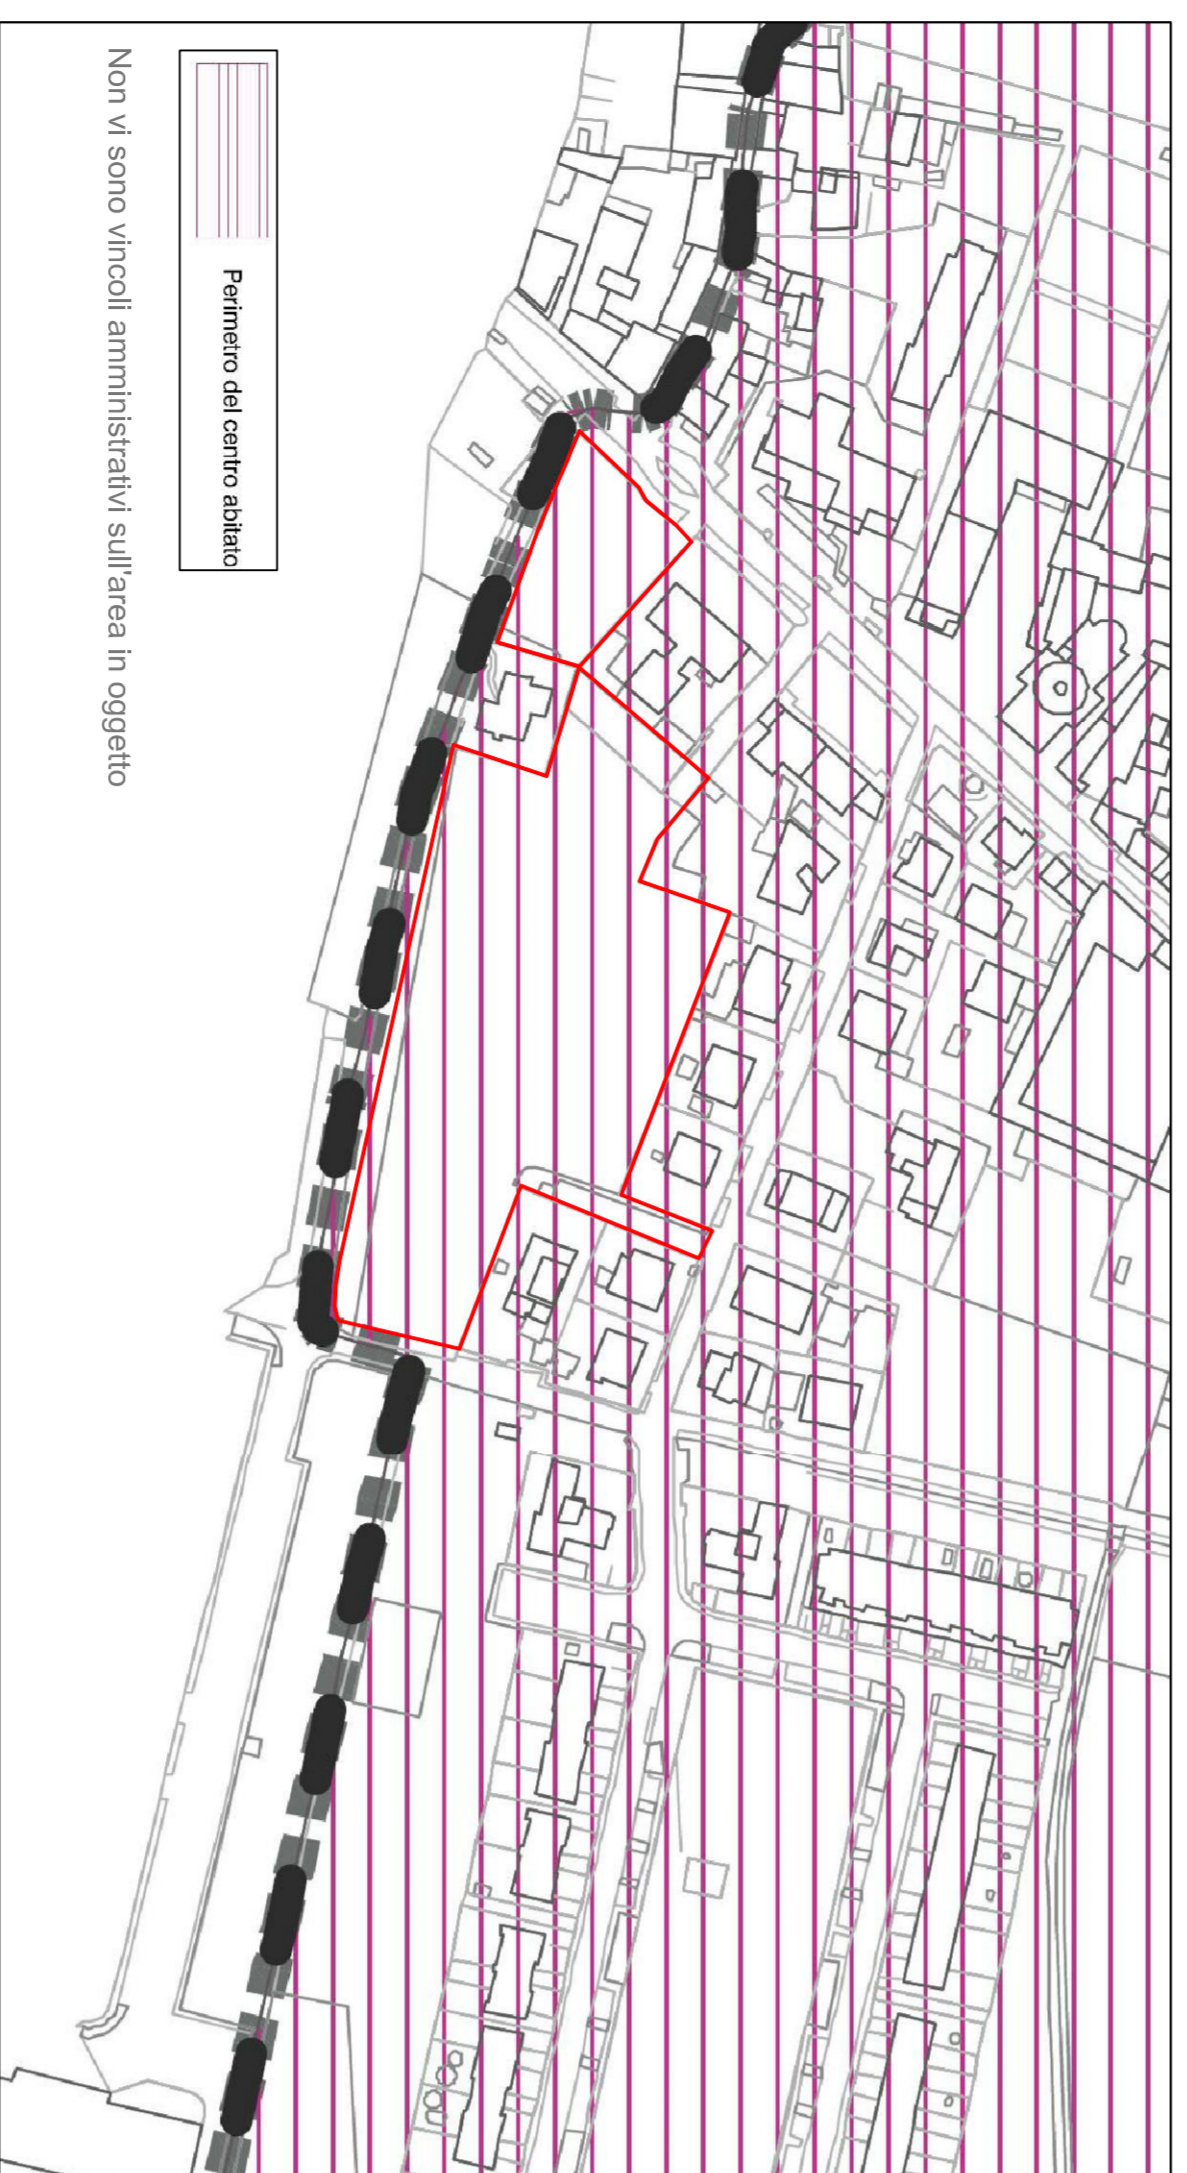 Perimetro del centro abitato
Non vi sono vincoli amministrativi sull'area in oggetto